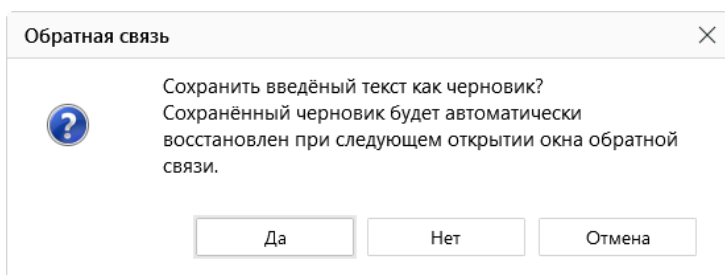 Обратная связь
Сохранить введёный текст как черновик?
Сохранённый черновик будет автоматически
восстановлен при следующем открытии окна обратной
связи.
Да
Нет
Отмена